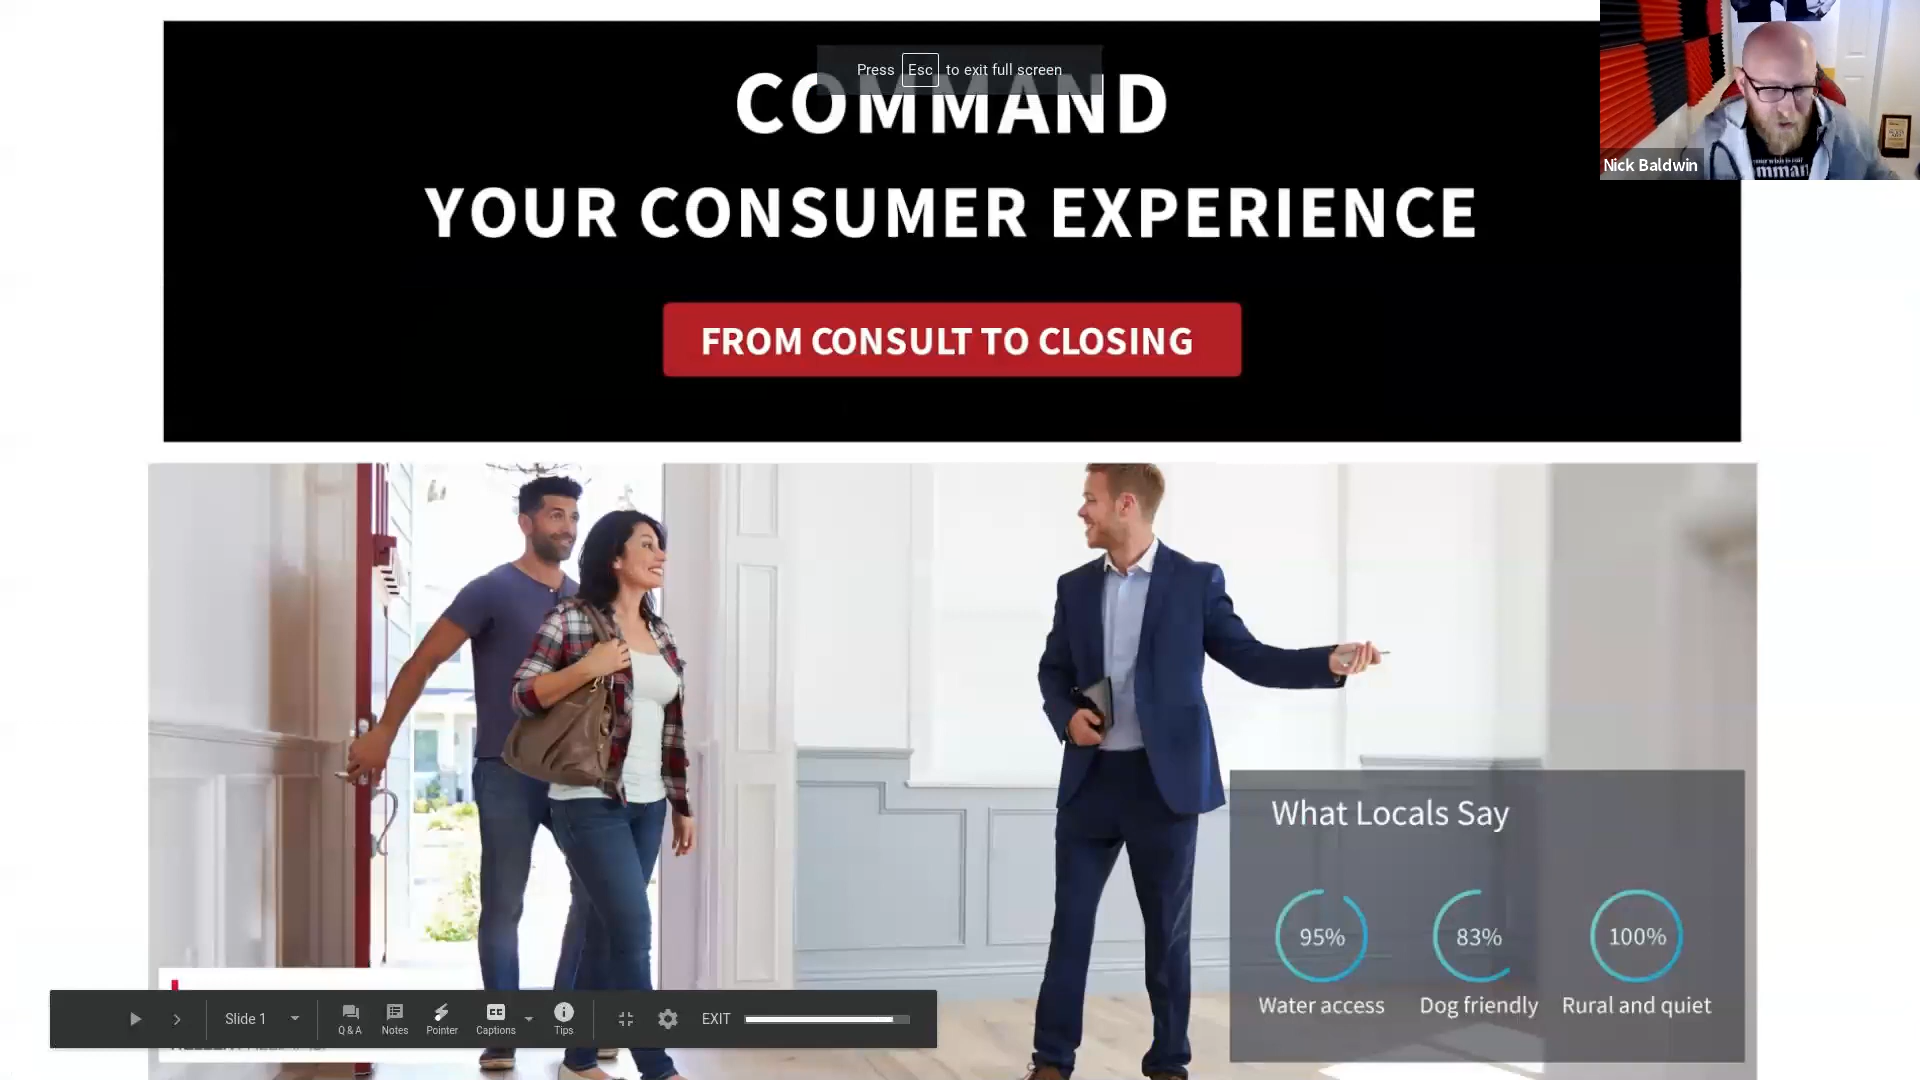 Press Esc to exit full screen
COMMAND
YOUR CONSUMER EXPERIENCE
FROM CONSULT TO CLOSING
Nick Baldwin
What Locals Say
95%
83%
100%
Water access
Dog friendly
Rural and quiet
Slide 1
Q & A
Notes
Pointer
CC
Captions
Tips
EXIT